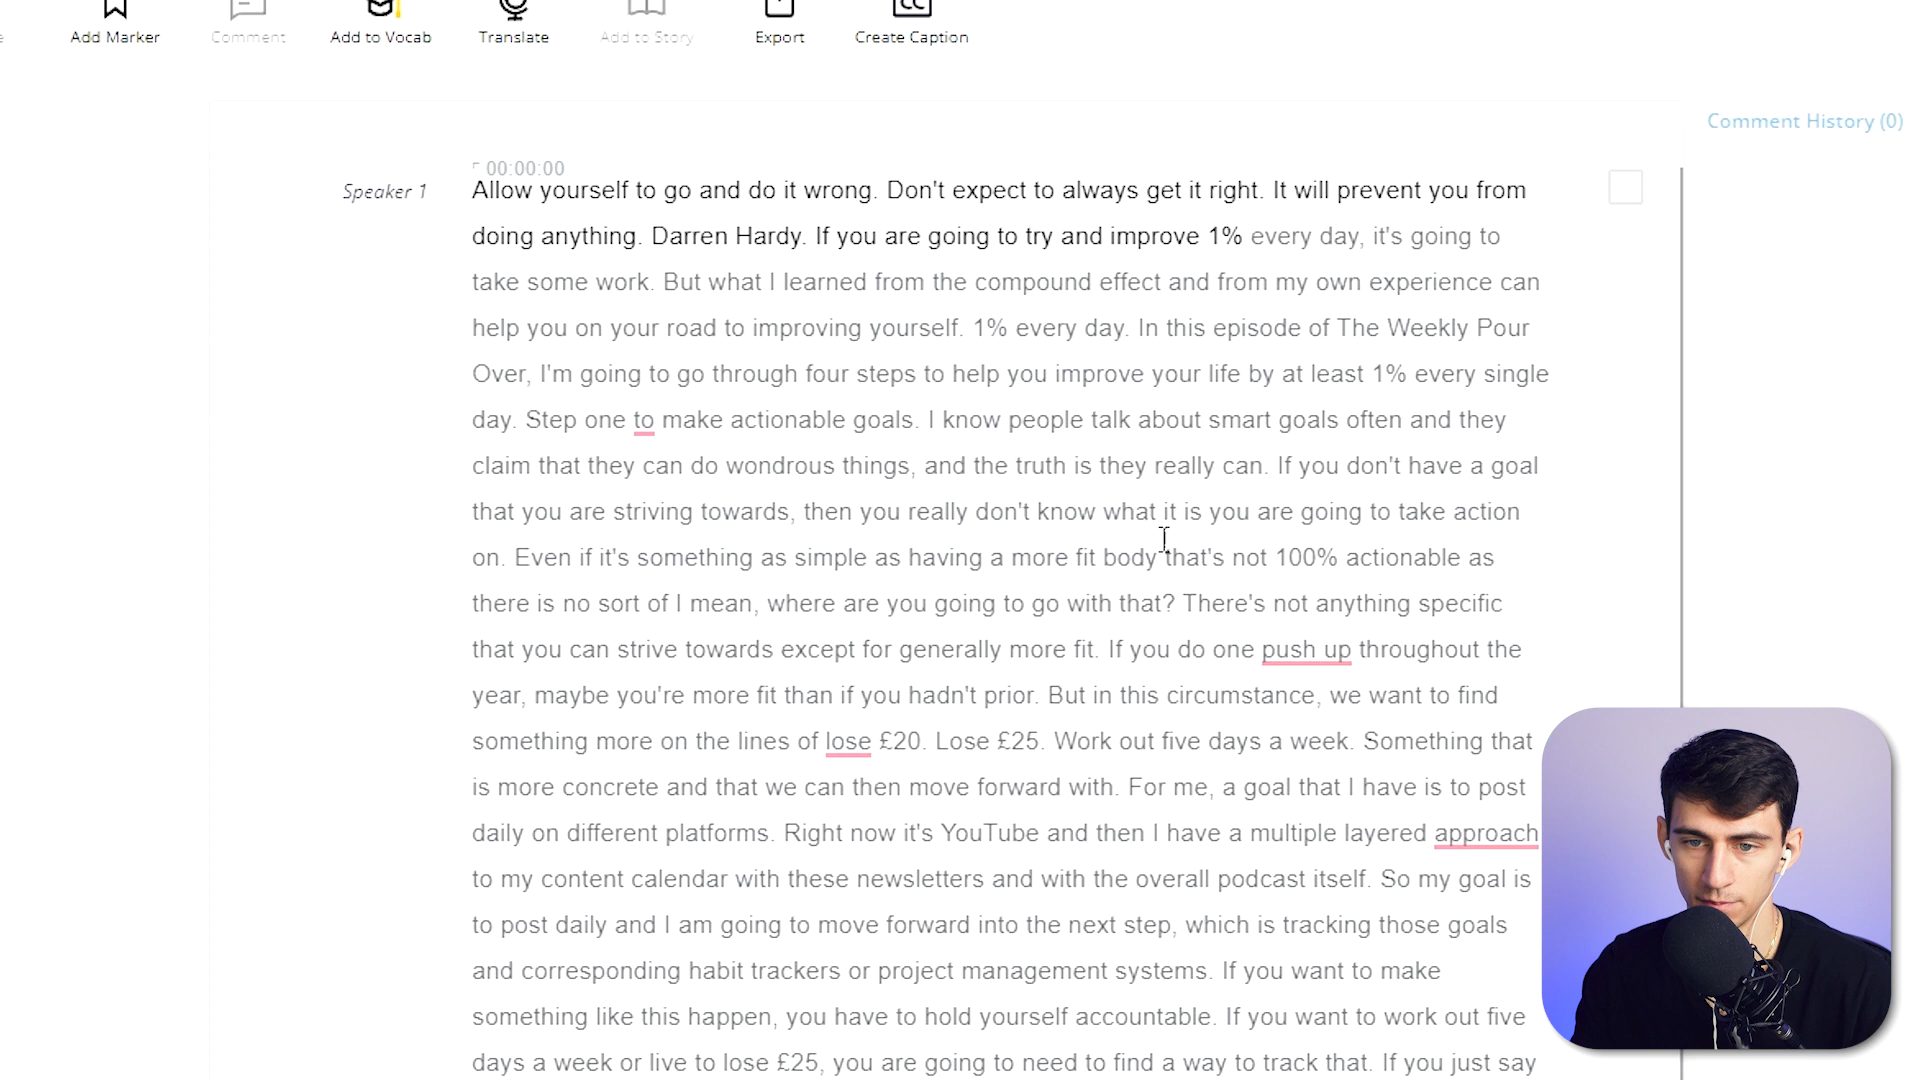 Add Marker
Comment
Add to Vocab
Translate
Add to Story
Export
Create Caption
Comment History (0)
00:00:00
Speaker 1
Allow yourself to go and do it wrong. Don't expect to always get it right. It will prevent you from
doing anything. Darren Hardy. If you are going to try and improve 1% every day, it's going to
take some work. But what I learned from the compound effect and from my own experience can
help you on your road to improving yourself. 1% every day. In this episode of The Weekly Pour
Over, I'm going to go through four steps to help you improve your life by at least 1% every single
day. Step one to make actionable goals. I know people talk about smart goals often and they
claim that they can do wondrous things, and the truth is they really can. If you don't have a goal
that you are striving towards, then you really don't know what it is you are going to take action
on. Even if it's something as simple as having a more fit body that's not 100% actionable as
there is no sort of I mean, where are you going to go with that? There's not anything specific
that you can strive towards except for generally more fit. If you do one push up throughout the
year, maybe you're more fit than if you hadn't prior. But in this circumstance, we want to find
something more on the lines of lose £20. Lose £25. Work out five days a week. Something that
is more concrete and that we can then move forward with. For me, a goal that I have is to post
daily on different platforms. Right now it's YouTube and then I have a multiple layered approach
to my content calendar with these newsletters and with the overall podcast itself. So my goal is
to post daily and I am going to move forward into the next step, which is tracking those goals
and corresponding habit trackers or project management systems. If you want to make
something like this happen, you have to hold yourself accountable. If you want to work out five
days a week or live to lose £25, you are going to need to find a way to track that. If you just say